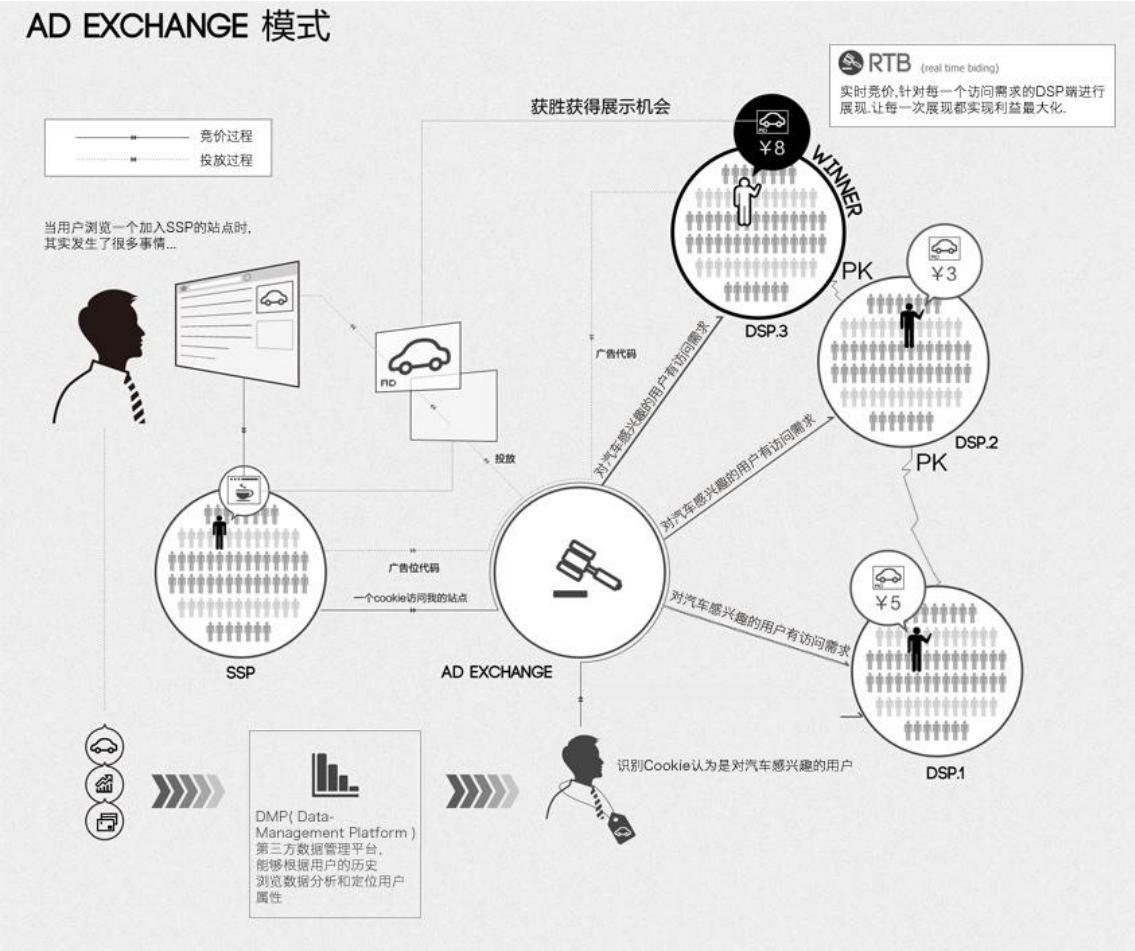 AD EXCHANGE 模式
RTB (real time biding)
实时竞价,针对每一个访问需求的DSP端进行
展现.让每一次展现都实现利益最大化.
竞价过程
投放过程
获胜获得展示机会
¥8
WINNER
当用户浏览一个加入SSP的站点时,
其实发生了很多事情...
PK
¥3
DSP.3
广告代码
对汽车感兴趣的用户有访问需求
FID
对汽车感兴趣的用户有访问需求
DSP.2
PK
投放
¥5
广告位代码
一个cookie访问我的站点
对汽车感兴趣的用户有访问需求
SSP
AD EXCHANGE
DSP.1
识别Cookie认为是对汽车感兴趣的用户
DMP( Data-
Management Platform )
第三方数据管理平台,
能够根据用户的历史
浏览数据分析和定位用户
属性